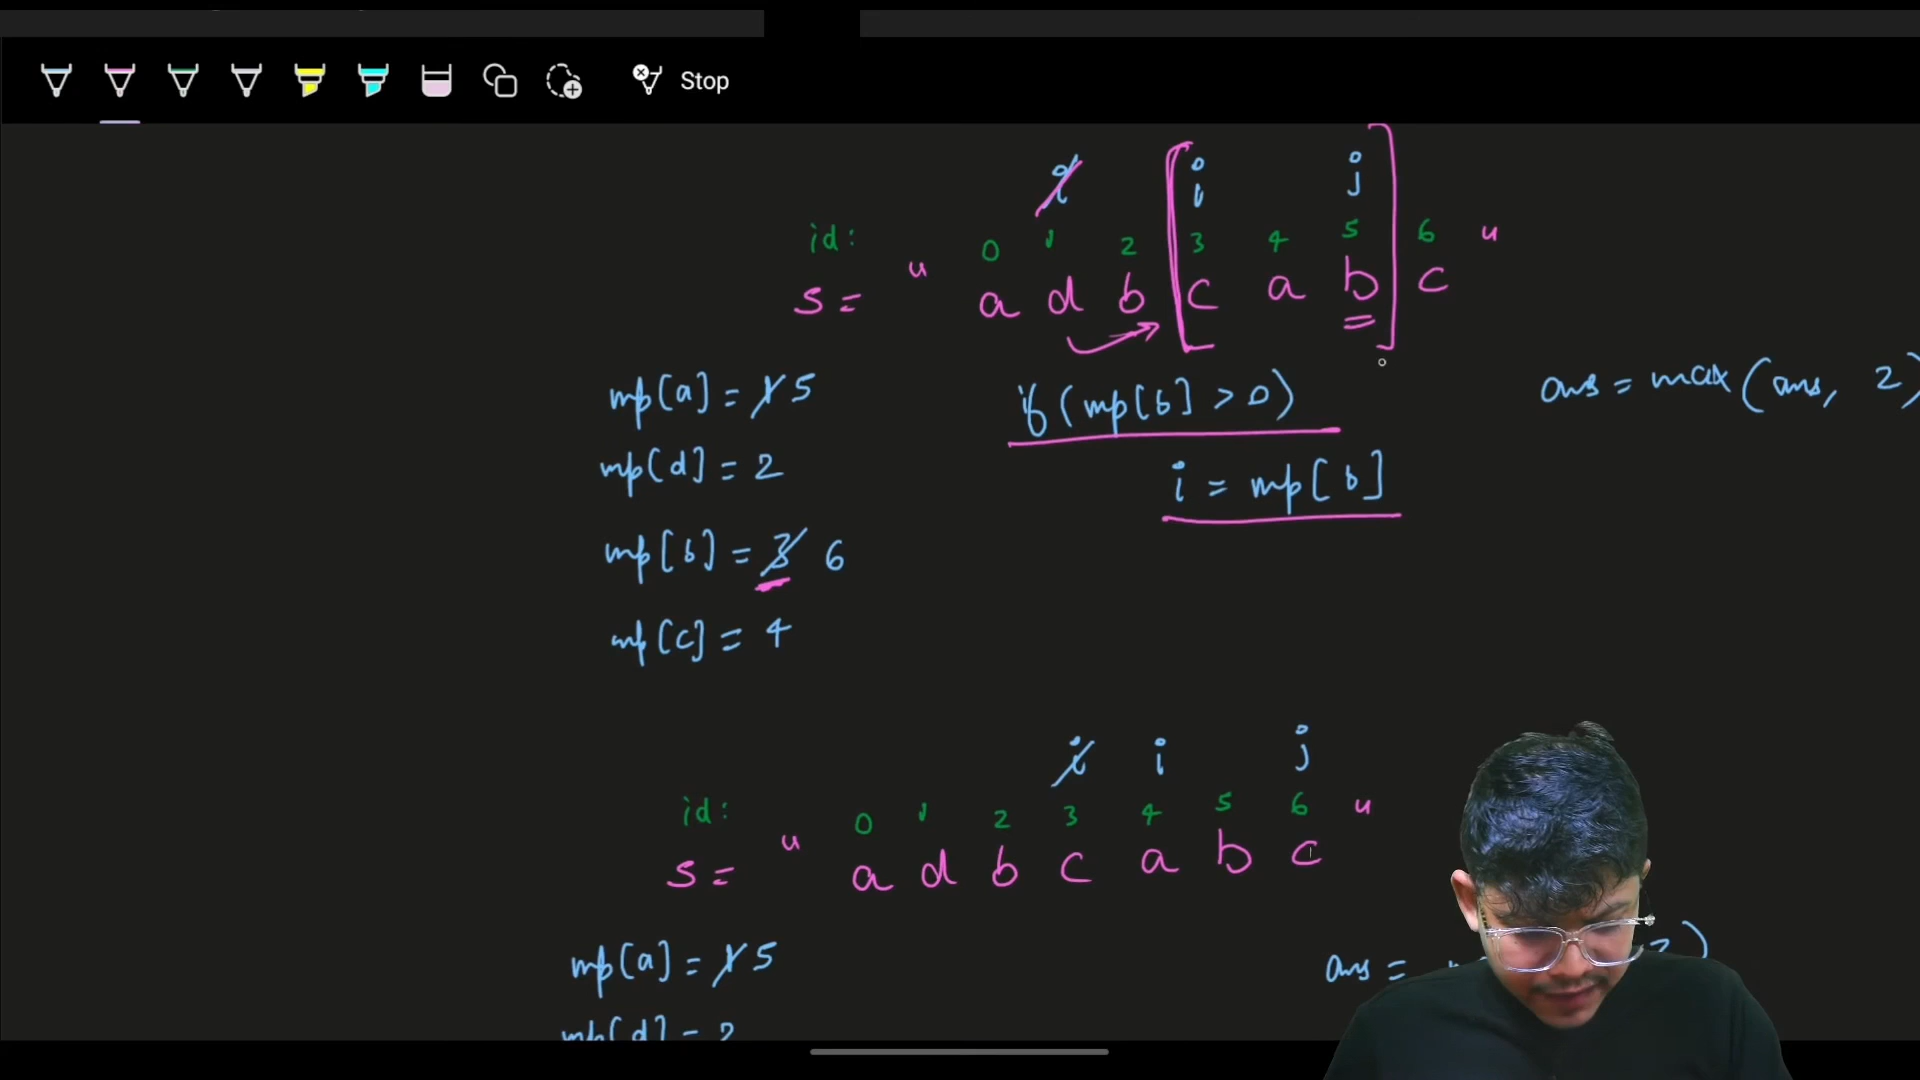 Stop
i i j
id: 0 1 2 3 4 5 6
s = " a d b c a b c "
mp[a] = 1 5
if (mp[b] > 0)
ans = max(ans, 2)
mp[d] = 2
i = mp[b]
mp[b] = 3 6
mp[c] = 4
i i j
id: 0 1 2 3 4 5 6
s = " a d b c a b c "
mp[a] = 1 5
ans =
mp[d] = 2